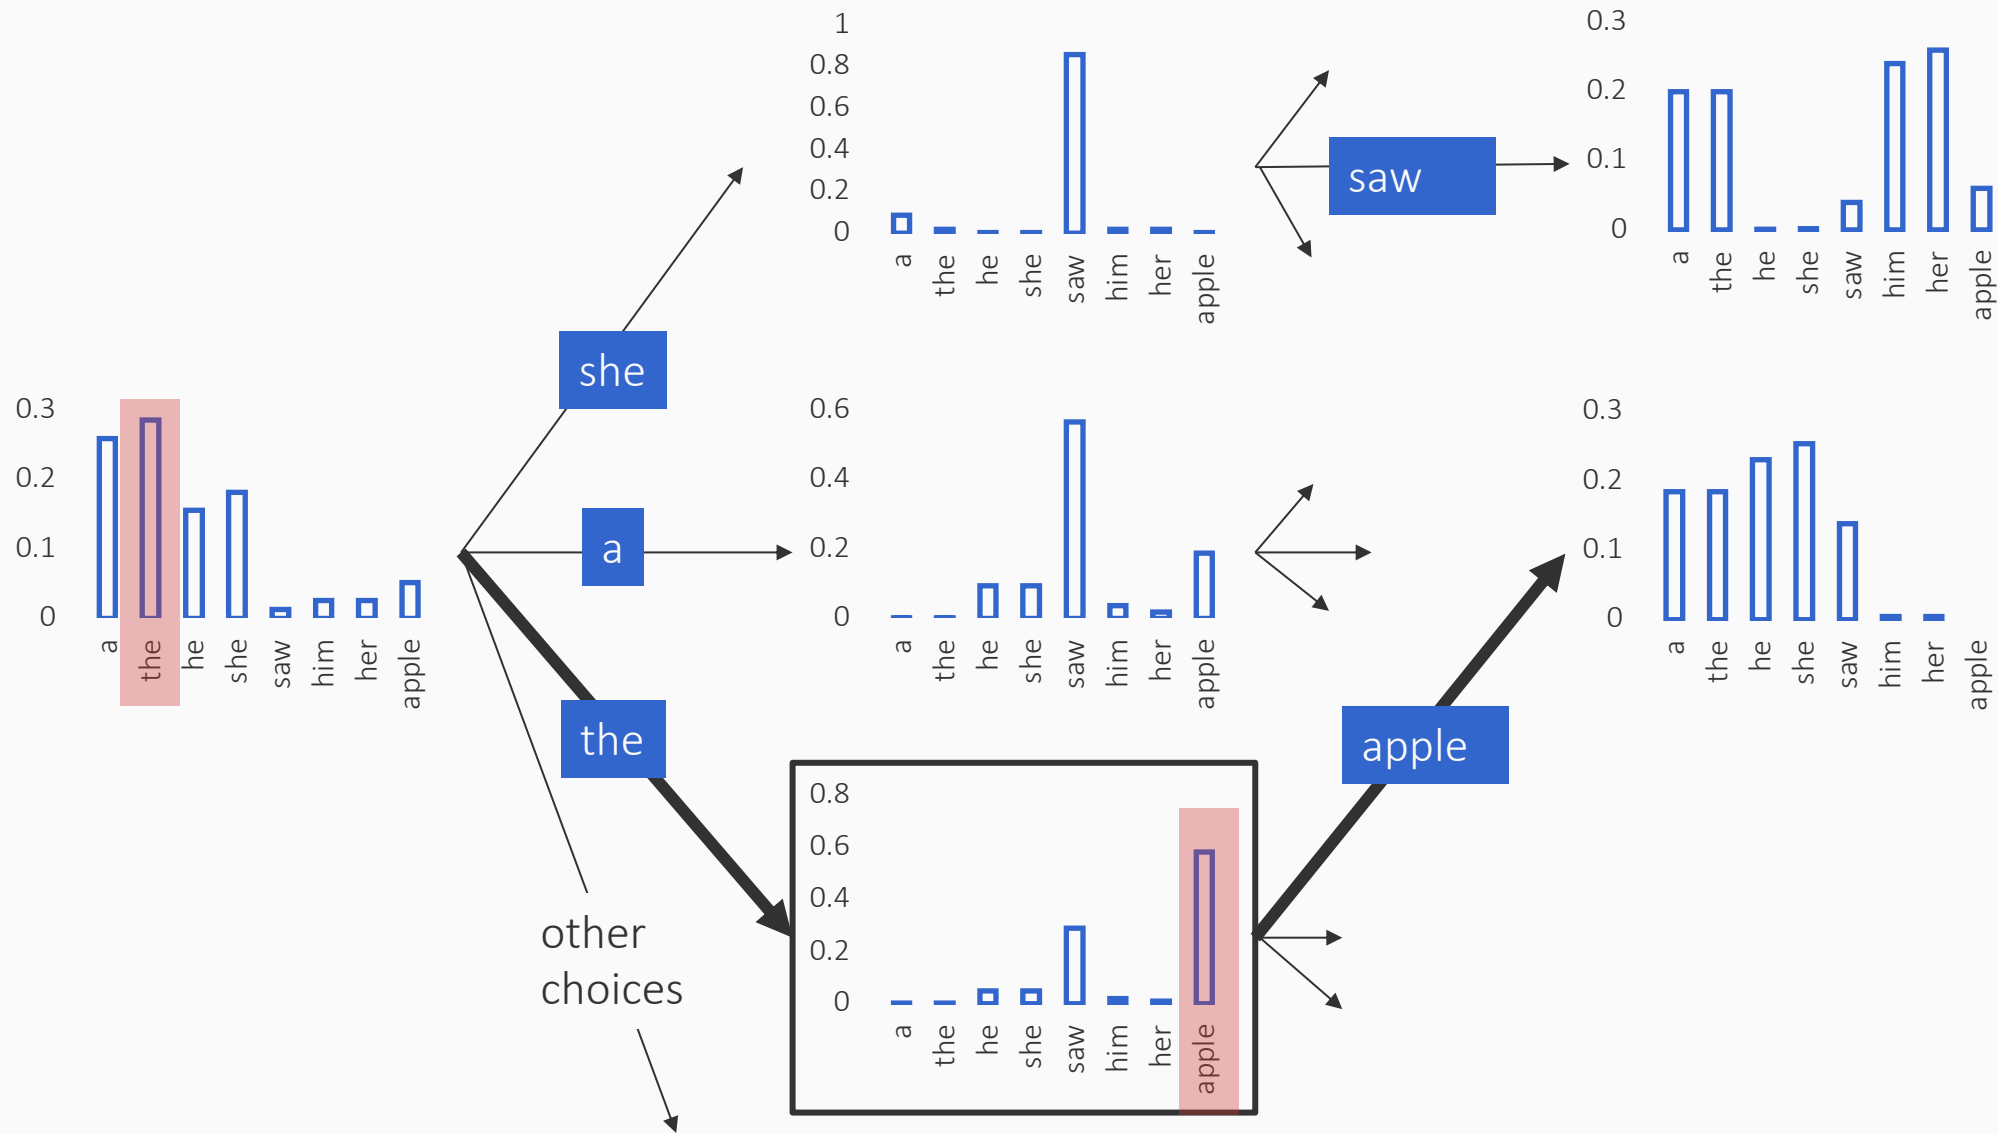 1
0.8
0.6
0.4
0.2
0
a
the
he
she
saw
him
her
apple
saw
0.3
0.2
0.1
0
a
the
he
she
saw
him
her
apple
she
0.3
0.2
0.1
0
a
the
he
she
saw
him
her
apple
a
0.6
0.4
0.2
0
a
the
he
she
saw
him
her
apple
0.3
0.2
0.1
0
a
the
he
she
saw
him
her
apple
the
apple
0.8
0.6
0.4
0.2
0
a
the
he
she
saw
him
her
apple
other
choices